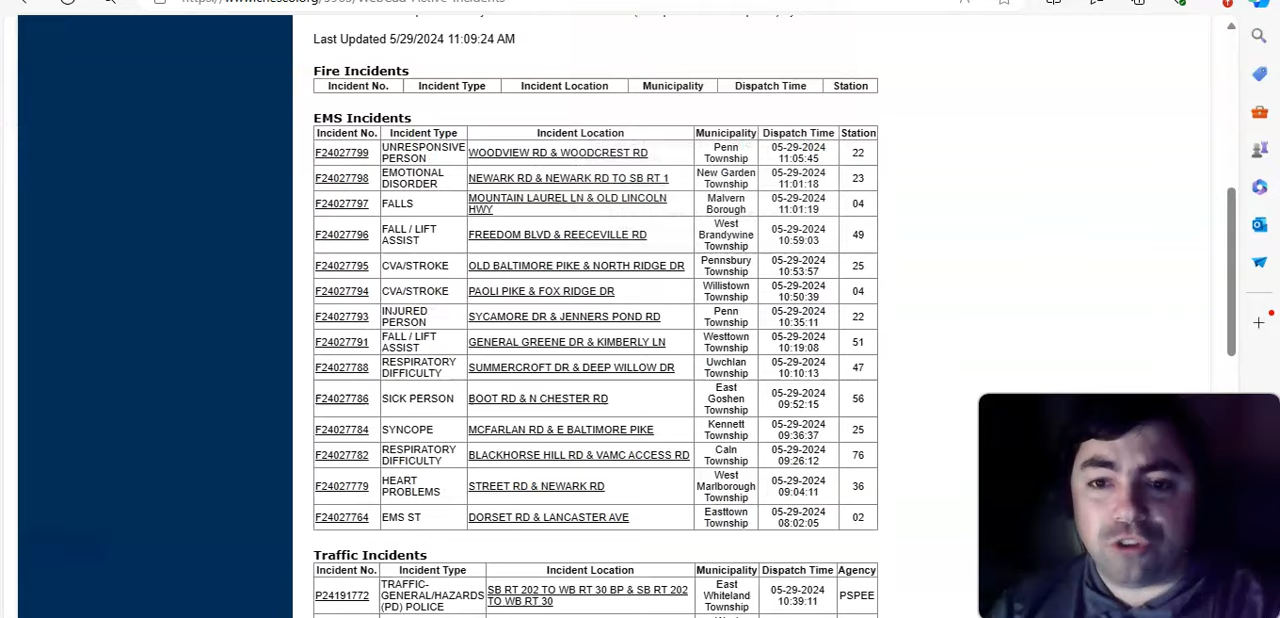 Last Updated 5/29/2024 11:09:24 AM
Fire Incidents
Incident No. Incident Type Incident Location Municipality Dispatch Time Station
EMS Incidents
Incident No. Incident Type Incident Location Municipality Dispatch Time Station
F24027799 UNRESPONSIVE PERSON WOODVIEW RD & WOODCREST RD Penn Township 05-29-2024 11:05:45 22
F24027798 EMOTIONAL DISORDER NEWARK RD & NEWARK RD TO SB RT 1 New Garden Township 05-29-2024 11:01:18 23
F24027797 FALLS MOUNTAIN LAUREL LN & OLD LINCOLN HWY Malvern Borough 05-29-2024 11:01:19 04
F24027796 FALL / LIFT ASSIST FREEDOM BLVD & REECEVILLE RD West Brandywine Township 05-29-2024 10:59:03 49
F24027795 CVA/STROKE OLD BALTIMORE PIKE & NORTH RIDGE DR Pennsbury Township 05-29-2024 10:53:57 25
F24027794 CVA/STROKE PAOLI PIKE & FOX RIDGE DR Willistown Township 05-29-2024 10:50:39 04
F24027793 INJURED PERSON SYCAMORE DR & JENNERS POND RD Penn Township 05-29-2024 10:35:11 22
F24027791 FALL / LIFT ASSIST GENERAL GREENE DR & KIMBERLY LN Westtown Township 05-29-2024 10:19:08 51
F24027788 RESPIRATORY DIFFICULTY SUMMERCROFT DR & DEEP WILLOW DR Uwchlan Township 05-29-2024 10:10:13 47
F24027786 SICK PERSON BOOT RD & N CHESTER RD East Goshen Township 05-29-2024 09:52:15 56
F24027784 SYNCOPE MCFARLAN RD & E BALTIMORE PIKE Kennett Township 05-29-2024 09:36:37 25
F24027782 RESPIRATORY DIFFICULTY BLACKHORSE HILL RD & VAMC ACCESS RD Caln Township 05-29-2024 09:26:12 76
F24027779 HEART PROBLEMS STREET RD & NEWARK RD West Marlborough Township 05-29-2024 09:04:11 36
F24027764 EMS ST DORSET RD & LANCASTER AVE Easttown Township 05-29-2024 08:02:05 02
Traffic Incidents
Incident No. Incident Type Incident Location Municipality Dispatch Time Agency
P24191772 TRAFFIC-GENERAL/HAZARDS (PD) POLICE SB RT 202 TO WB RT 30 BP & SB RT 202 TO WB RT 30 East Whiteland Township 05-29-2024 10:39:11 PSPEE